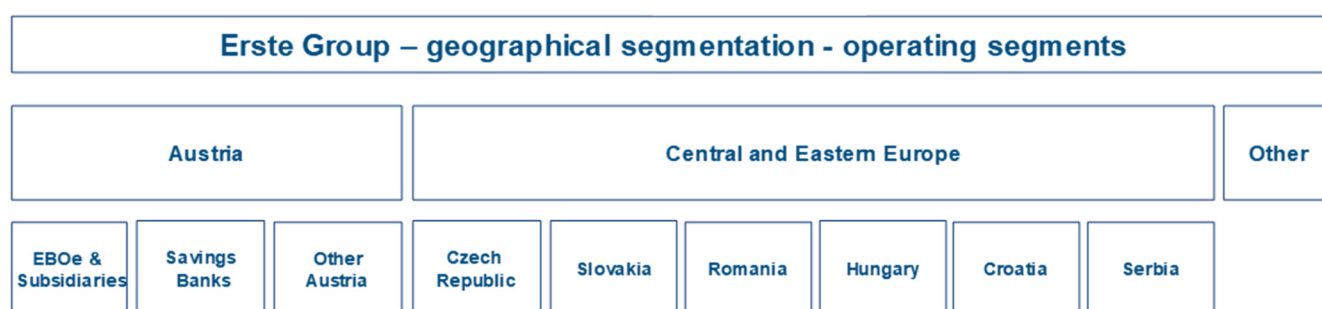 Erste Group – geographical segmentation - operating segments
Austria
Central and Eastern Europe
Other
EBOe &
Subsidiaries
Savings
Banks
Other
Austria
Czech
Republic
Slovakia
Romania
Hungary
Croatia
Serbia